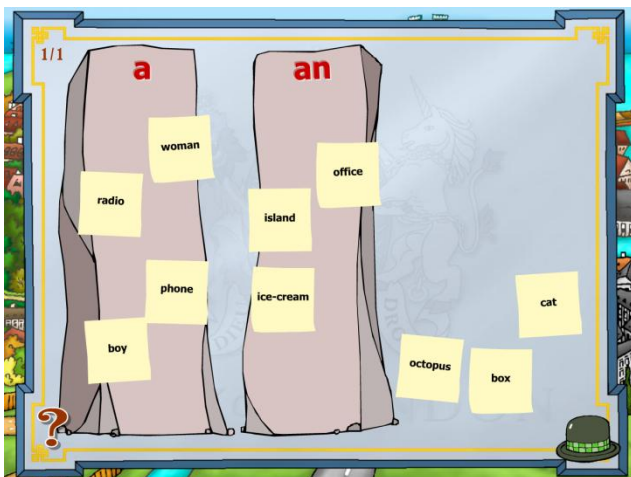 1/1
a
an
woman
office
radio
island
phone
ice-cream
cat
boy
octopus
box
?